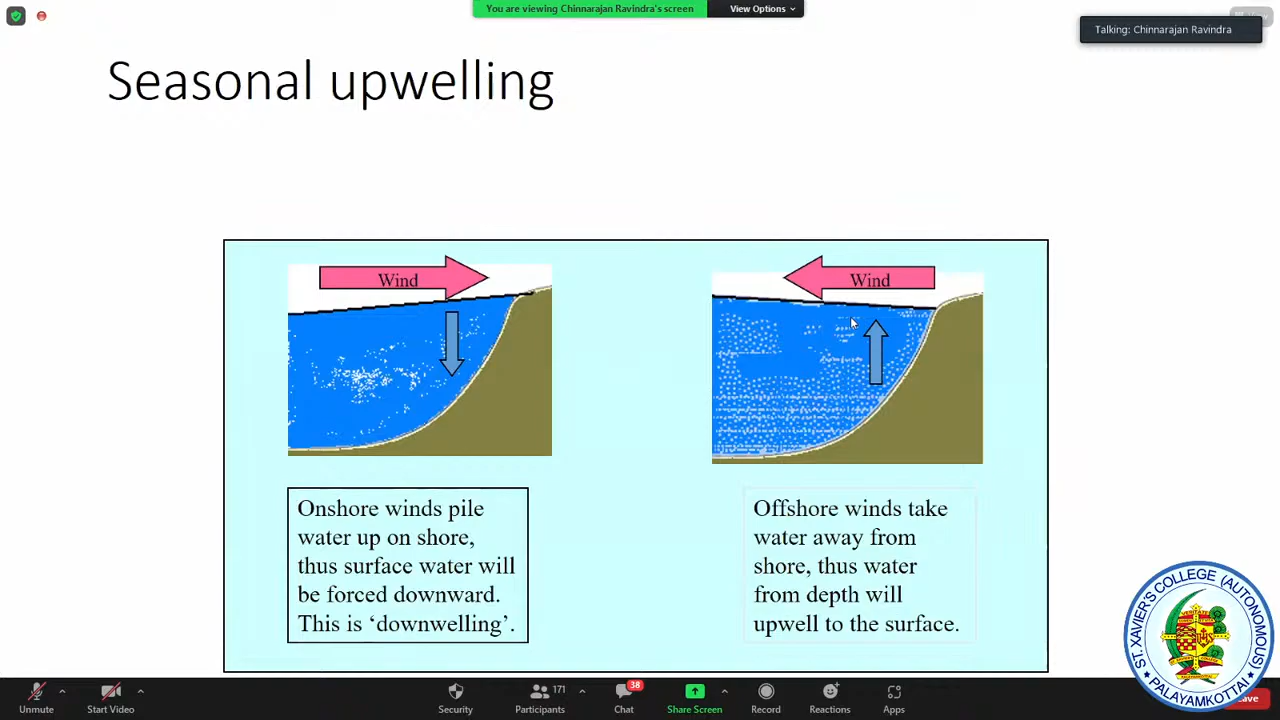 You are viewing Chinnarajan Ravindra's screen
View Options
View
Talking: Chinnarajan Ravindra
Seasonal upwelling
Wind
Wind
Onshore winds pile
water up on shore,
thus surface water will
be forced downward.
This is ‘downwelling’.
Offshore winds take
water away from
shore, thus water
from depth will
upwell to the surface.
ST. XAVIER'S COLLEGE (AUTONOMOUS)
PALAYAMKOTTAI
Unmute
Start Video
Security
171
Participants
38
Chat
Share Screen
Record
Reactions
Apps